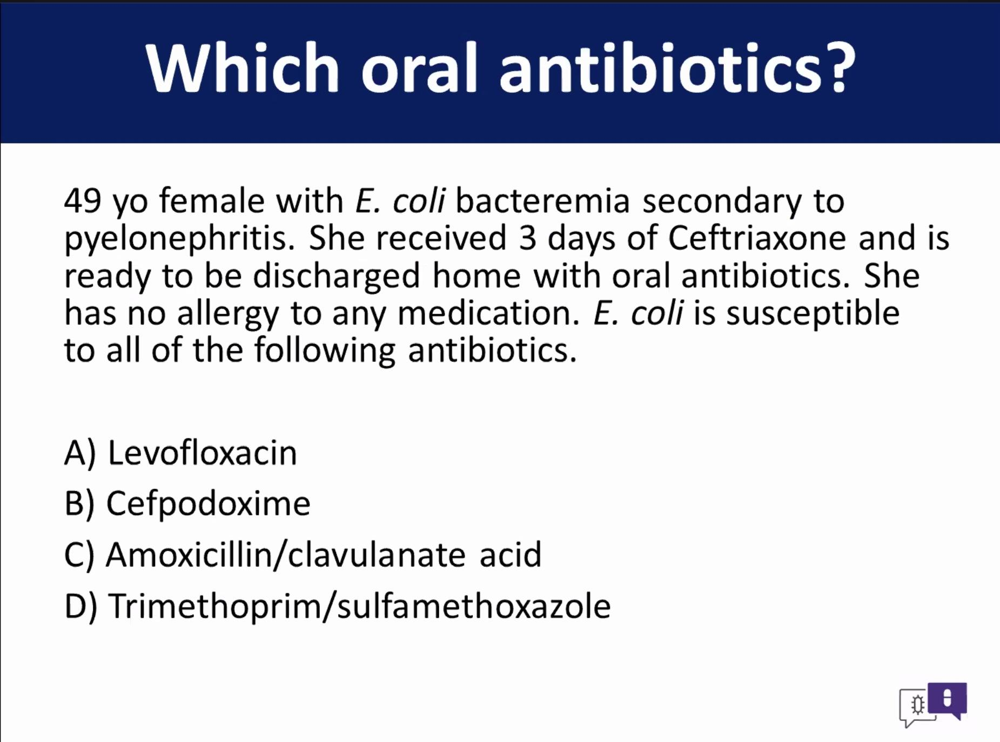 Which oral antibiotics?
49 yo female with E. coli bacteremia secondary to
pyelonephritis. She received 3 days of Ceftriaxone and is
ready to be discharged home with oral antibiotics. She
has no allergy to any medication. E. coli is susceptible
to all of the following antibiotics.
A) Levofloxacin
B) Cefpodoxime
C) Amoxicillin/clavulanate acid
D) Trimethoprim/sulfamethoxazole